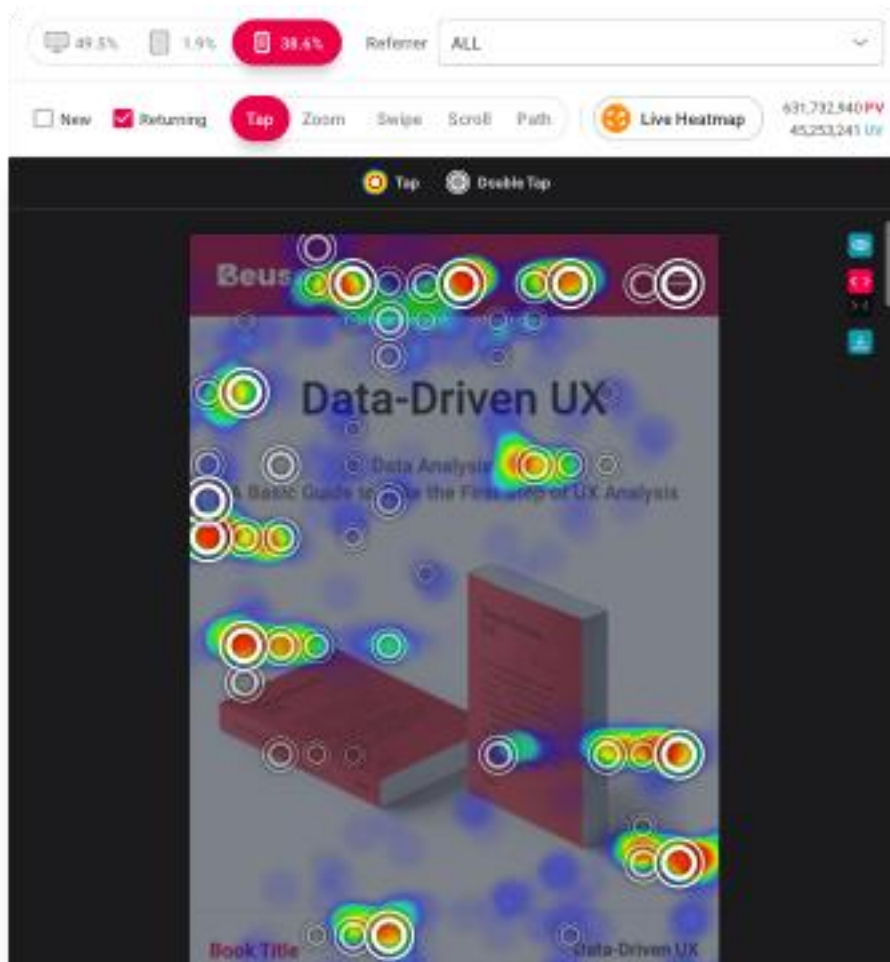 49.5% 1.9% 38.6% Referrer ALL
New Returning Tap Zoom Swipe Scroll Path Live Heatmap 631,732,940 PV
45,253,241 UV
Tap Double Tap
Beus
Data-Driven UX
Data Analysis
A Basic Guide to the First Step of UX Analysis
Book Title Data-Driven UX